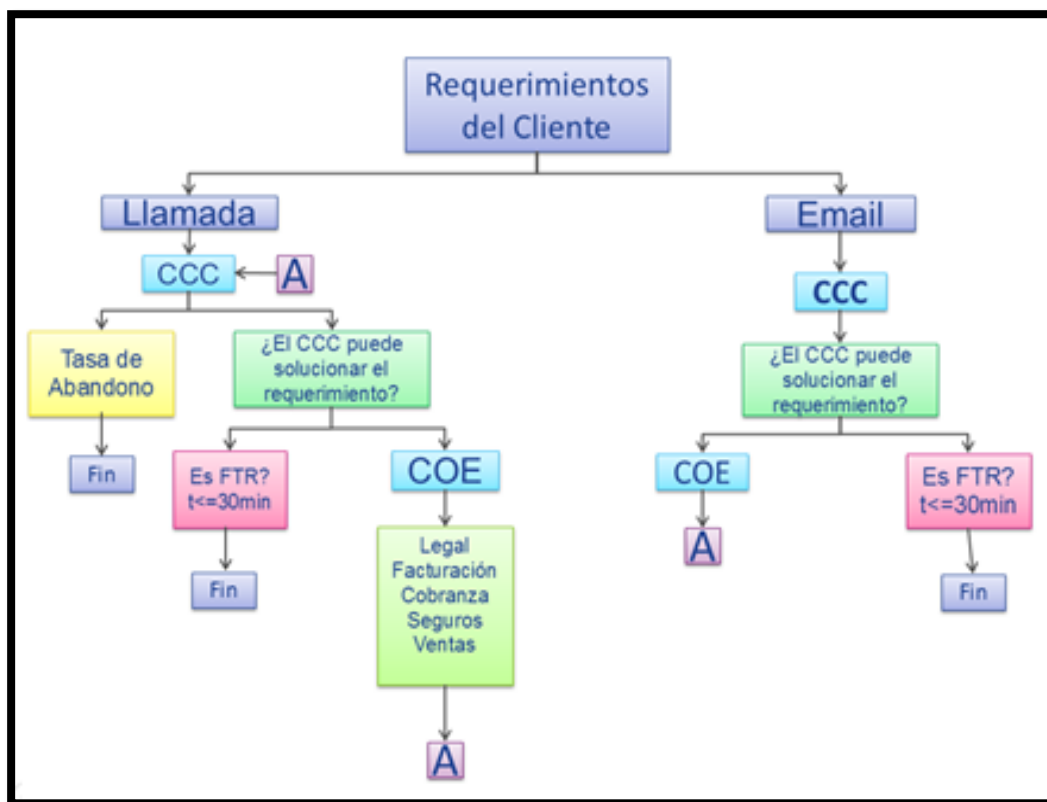 Requerimientos
del Cliente
Llamada
Email
CCC
A
CCC
Tasa de
Abandono
¿El CCC puede
solucionar el
requerimiento?
¿El CCC puede
solucionar el
requerimiento?
Fin
Es FTR?
t<=30min
COE
COE
Es FTR?
t<=30min
Fin
Legal
Facturación
Cobranza
Seguros
Ventas
A
Fin
A